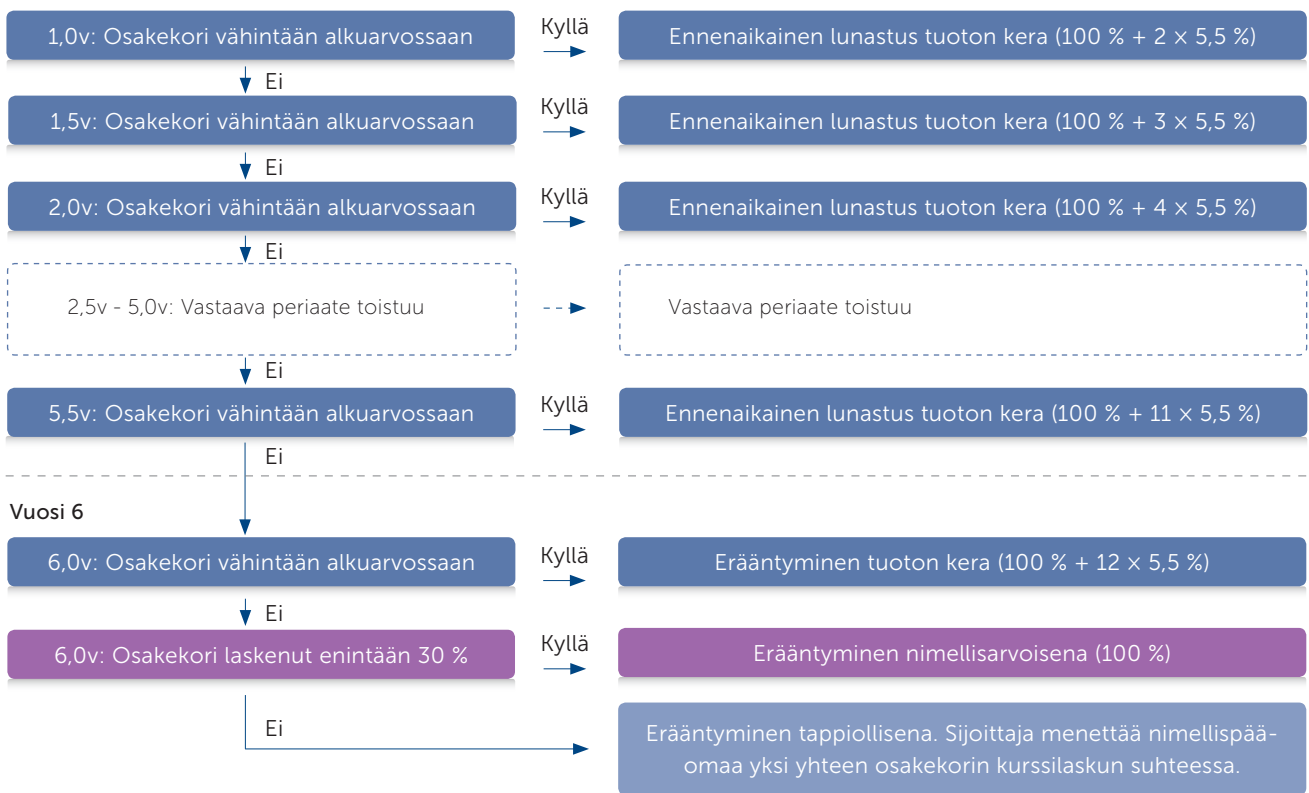 1,0v: Osakekori vähintään alkuarvossaan
Kyllä
Ennenaikainen lunastus tuoton kera (100 % + 2 × 5,5 %)
Ei
1,5v: Osakekori vähintään alkuarvossaan
Kyllä
Ennenaikainen lunastus tuoton kera (100 % + 3 × 5,5 %)
Ei
2,0v: Osakekori vähintään alkuarvossaan
Kyllä
Ennenaikainen lunastus tuoton kera (100 % + 4 × 5,5 %)
Ei
2,5v - 5,0v: Vastaava periaate toistuu
Vastaava periaate toistuu
Ei
5,5v: Osakekori vähintään alkuarvossaan
Kyllä
Ennenaikainen lunastus tuoton kera (100 % + 11 × 5,5 %)
Ei
Vuosi 6
6,0v: Osakekori vähintään alkuarvossaan
Kyllä
Erääntyminen tuoton kera (100 % + 12 × 5,5 %)
Ei
6,0v: Osakekori laskenut enintään 30 %
Kyllä
Erääntyminen nimellisarvoisena (100 %)
Ei
Erääntyminen tappiollisena. Sijoittaja menettää nimellispää-
omaa yksi yhteen osakekorin kurssilaskun suhteessa.